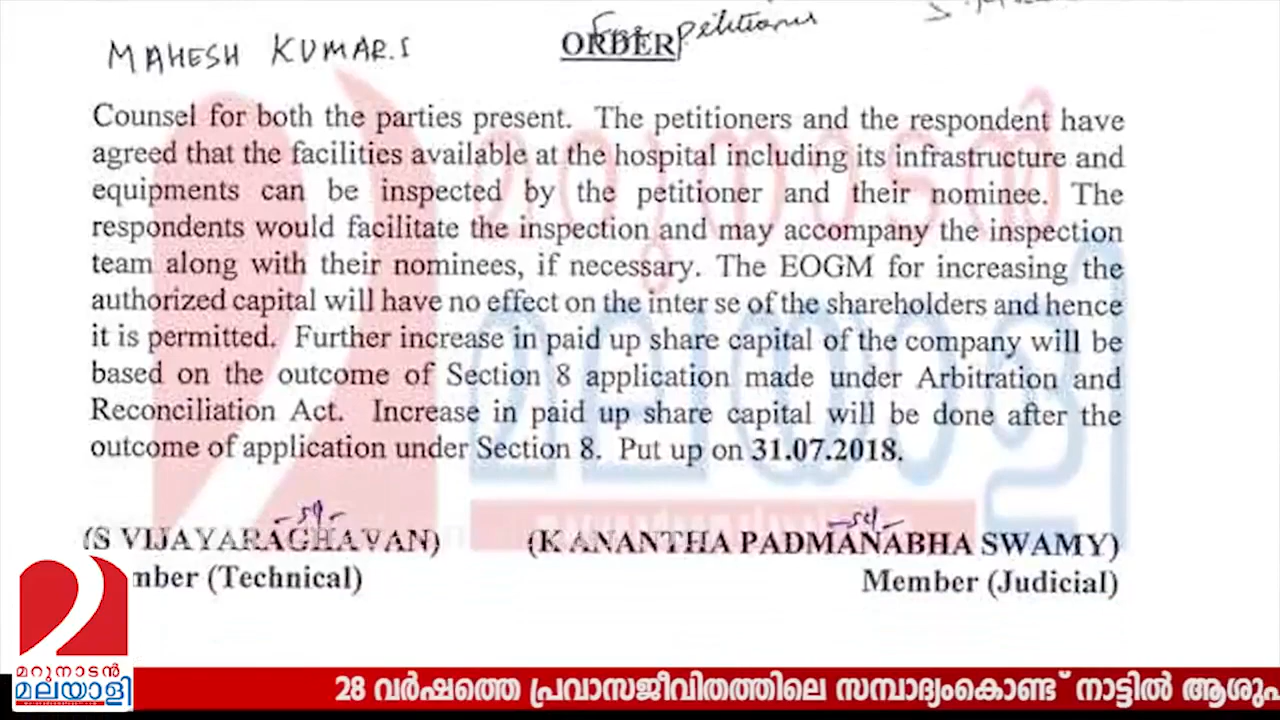 For petitioners
MAHESH KUMAR.S
ORDER
Counsel for both the parties present. The petitioners and the respondent have
agreed that the facilities available at the hospital including its infrastructure and
equipments can be inspected by the petitioner and their nominee. The
respondents would facilitate the inspection and may accompany the inspection
team along with their nominees, if necessary. The EOGM for increasing the
authorized capital will have no effect on the inter se of the shareholders and hence
it is permitted. Further increase in paid up share capital of the company will be
based on the outcome of Section 8 application made under Arbitration and
Reconciliation Act. Increase in paid up share capital will be done after the
outcome of application under Section 8. Put up on 31.07.2018.
മറുനാടൻ
മലയാളി
-sd- -sd-
(S VIJAYARAGHAVAN) (K ANANTHA PADMANABHA SWAMY)
mber (Technical) Member (Judicial)
മറുനാടൻ
മലയാളി
28 വർഷത്തെ പ്രവാസജീവിതത്തിലെ സമ്പാദ്യംകൊണ്ട് നാട്ടിൽ ആശുപ